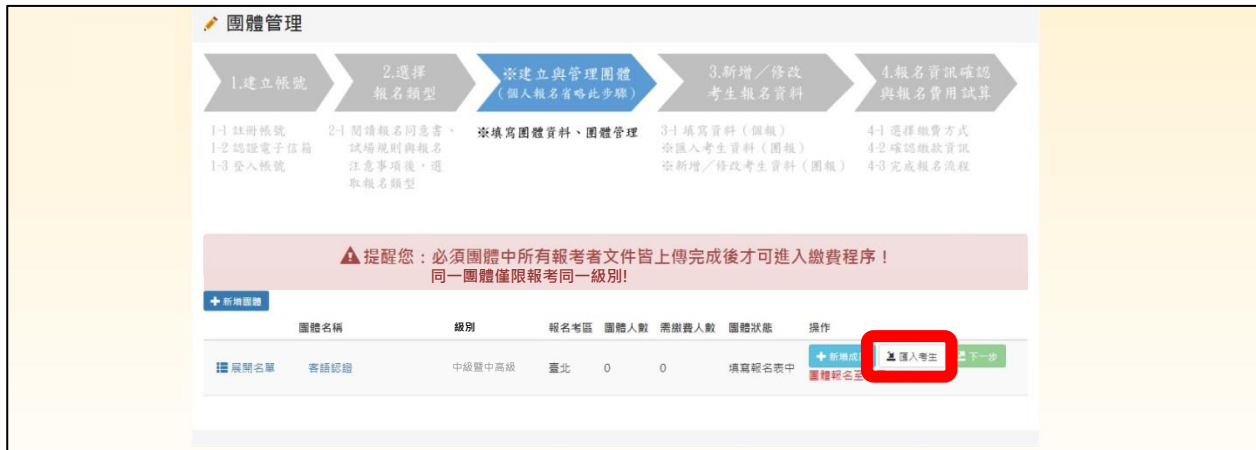 團體管理
1.建立帳號
2.選擇
報名類型
※建立與管理團體
(個人報名省略此步驟)
3.新增／修改
考生報名資料
4.報名資訊確認
與報名費用試算
1-1 註冊帳號
1-2 認證電子信箱
1-3 登入帳號
2-1 閱讀報名同意書、
試場規則與報名
注意事項後，選
取報名類型
※填寫團體資料、團體管理
3-1 填寫資料（個報）
※匯入考生資料（團報）
※新增／修改考生資料（團報）
4-1 選擇繳費方式
4-2 確認繳款資訊
4-3 完成報名流程
提醒您：必須團體中所有報考者文件皆上傳完成後才可進入繳費程序！
同一團體僅限報考同一級別!
新增團體
團體名稱 級別 報名考區 團體人數 需繳費人數 團體狀態 操作
展開名單 客語認證 中級暨中高級 臺北 0 0 填寫報名表中 新增成 匯入考生 下一步
團體報名至